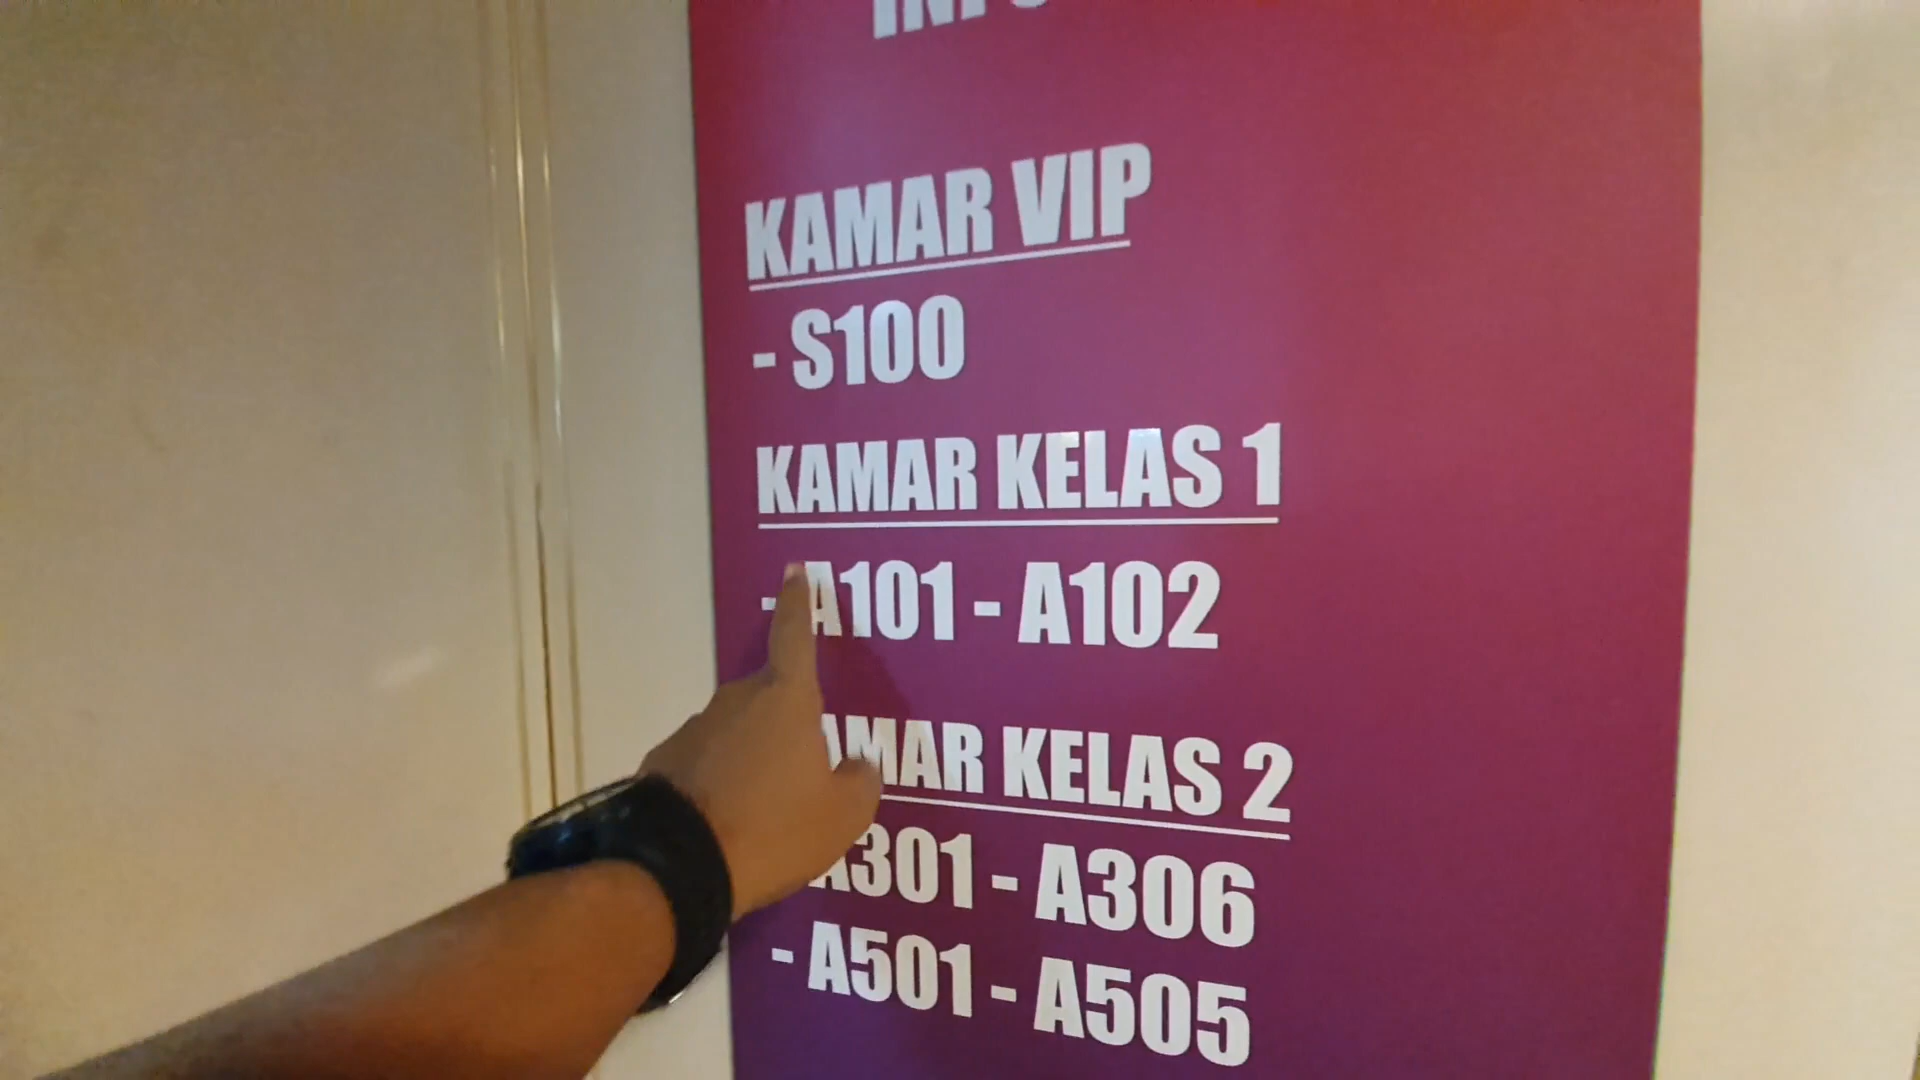 KAMAR VIP
- S100
KAMAR KELAS 1
- A101 - A102
KAMAR KELAS 2
A301 - A306
- A501 - A505